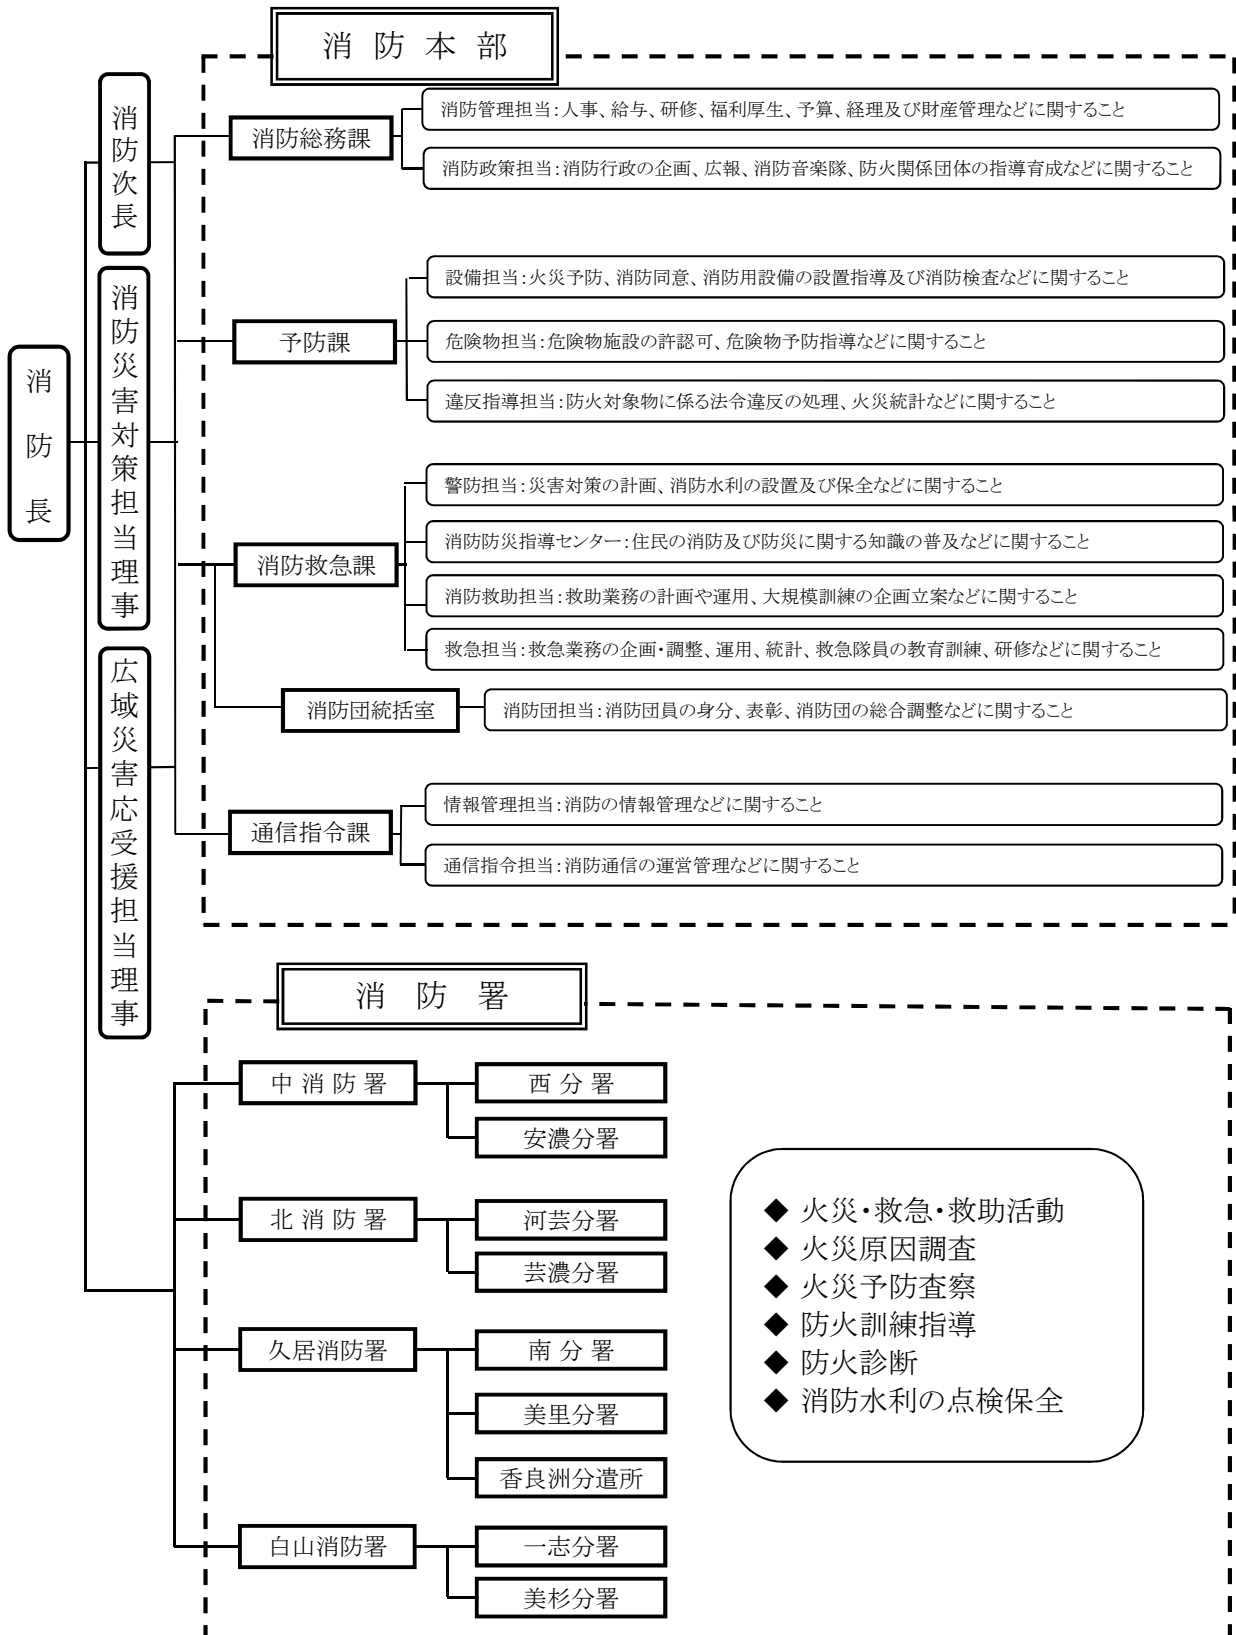 消防本部
消防長
消防次長
消防災害対策担当理事
広域災害応受援担当理事
消防総務課
消防管理担当:人事、給与、研修、福利厚生、予算、経理及び財産管理などに関すること
消防政策担当:消防行政の企画、広報、消防音楽隊、防火関係団体の指導育成などに関すること
予防課
設備担当:火災予防、消防同意、消防用設備の設置指導及び消防検査などに関すること
危険物担当:危険物施設の許認可、危険物予防指導などに関すること
違反指導担当:防火対象物に係る法令違反の処理、火災統計などに関すること
消防救急課
警防担当:災害対策の計画、消防水利の設置及び保全などに関すること
消防防災指導センター:住民の消防及び防災に関する知識の普及などに関すること
消防救助担当:救助業務の計画や運用、大規模訓練の企画立案などに関すること
救急担当:救急業務の企画・調整、運用、統計、救急隊員の教育訓練、研修などに関すること
消防団統括室
消防団担当:消防団員の身分、表彰、消防団の総合調整などに関すること
通信指令課
情報管理担当:消防の情報管理などに関すること
通信指令担当:消防通信の運営管理などに関すること
消防署
中消防署
西分署
安濃分署
北消防署
河芸分署
芸濃分署
久居消防署
南分署
美里分署
香良洲分遣所
白山消防署
一志分署
美杉分署
◆ 火災・救急・救助活動
◆ 火災原因調査
◆ 火災予防査察
◆ 防火訓練指導
◆ 防火診断
◆ 消防水利の点検保全